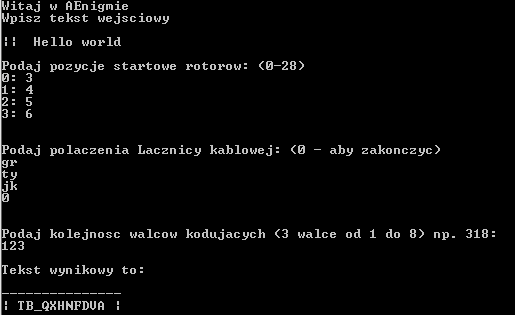 Witaj w AEnigmie
Wpisz tekst wejsciowy
||  Hello world
Podaj pozycje startowe rotorow: (0-28)
0: 3
1: 4
2: 5
3: 6
Podaj polaczenia Lacznicy kablowej: (0 - aby zakonczyc)
gr
ty
jk
0
Podaj kolejnosc walcow kodujacych (3 walce od 1 do 8) np. 318:
123
Tekst wynikowy to:
_______________
| TB_QXHNFDVA |